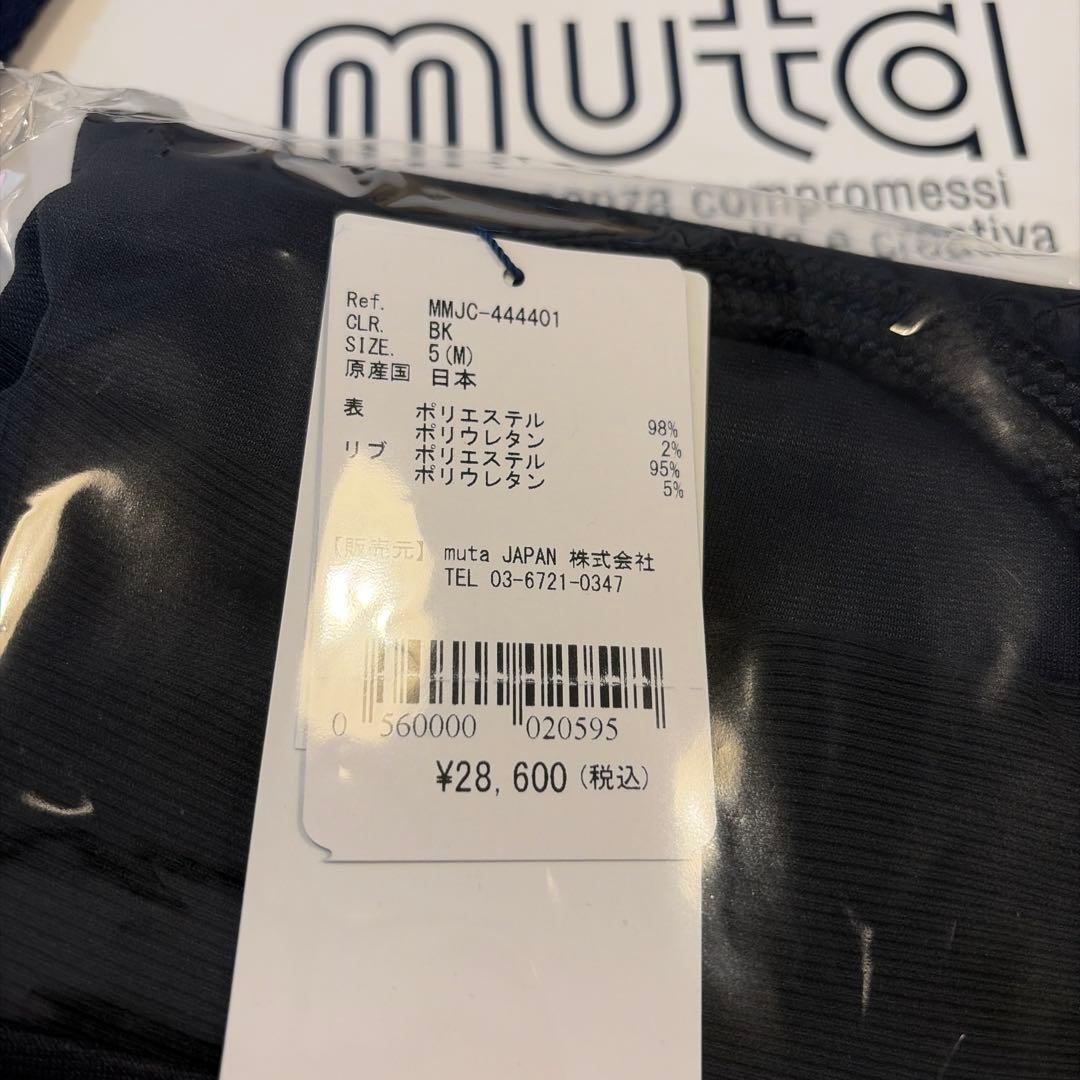 muta
senza compromessi
e creativa
Ref. MMJC-444401
CLR. BK
SIZE. 5(M)
原産国 日本
表 ポリエステル 98%
ポリウレタン 2%
リブ ポリエステル 95%
ポリウレタン 5%
【販売元】 muta JAPAN 株式会社
TEL 03-6721-0347
0 560000 020595
¥28,600(税込)